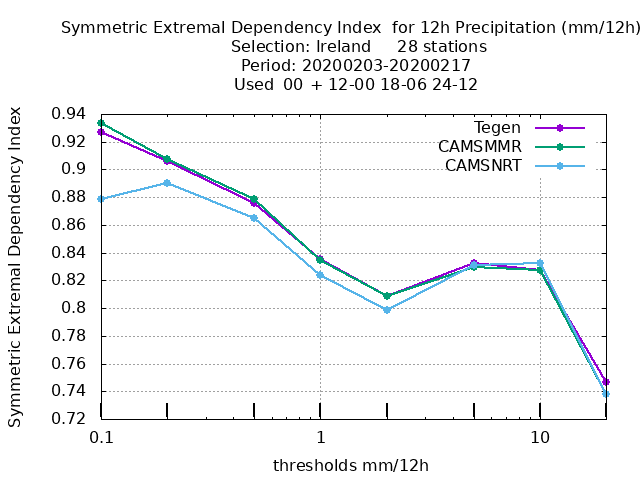 Symmetric Extremal Dependency Index  for 12h Precipitation (mm/12h)
Selection: Ireland     28 stations
Period: 20200203-20200217
Used  00  + 12-00 18-06 24-12
Symmetric Extremal Dependency Index
0.94
0.92
0.9
0.88
0.86
0.84
0.82
0.8
0.78
0.76
0.74
0.72
Tegen
CAMSMMR
CAMSNRT
0.1 1 10
thresholds mm/12h